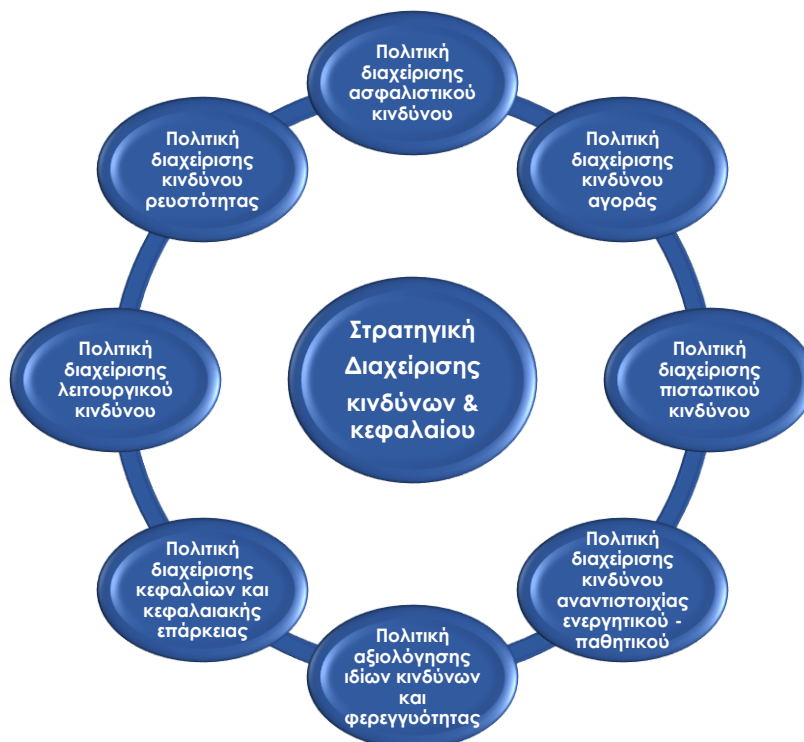 Πολιτική
διαχείρισης
ασφαλιστικού
κινδύνου
Πολιτική
διαχείρισης
κινδύνου
αγοράς
Πολιτική
διαχείρισης
πιστωτικού
κινδύνου
Πολιτική
διαχείρισης
κινδύνου
αναντιστοιχίας
ενεργητικού -
παθητικού
Πολιτική
αξιολόγησης
ιδίων κινδύνων
και
φερεγγυότητας
Πολιτική
διαχείρισης
κεφαλαίων και
κεφαλαιακής
επάρκειας
Πολιτική
διαχείρισης
λειτουργικού
κινδύνου
Πολιτική
διαχείρισης
κινδύνου
ρευστότητας
Στρατηγική
Διαχείρισης
κινδύνων &
κεφαλαίου